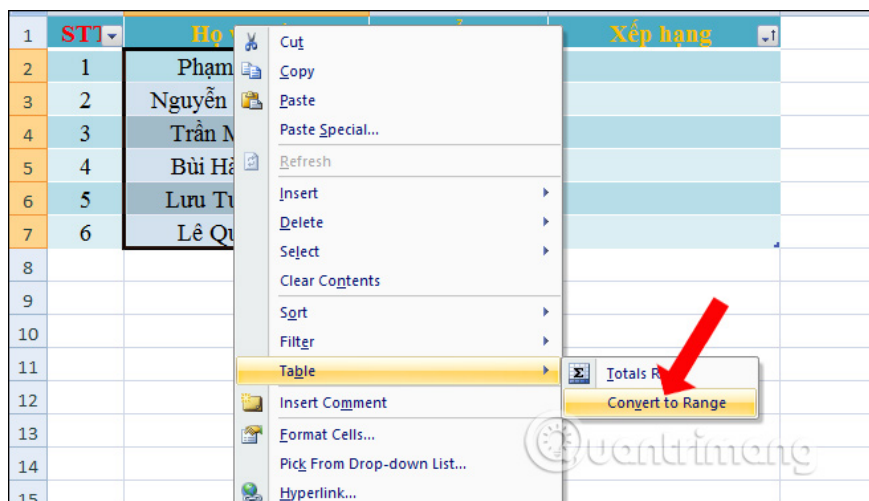 1 STT Họ Xếp hạng
2 1 Phạm
3 2 Nguyễn
4 3 Trần
5 4 Bùi
6 5 Lưu
7 6 Lê
8
9
10
11
12
13
14
15
Cut
Copy
Paste
Paste Special...
Refresh
Insert
Delete
Select
Clear Contents
Sort
Filter
Table
Insert Comment
Format Cells...
Pick From Drop-down List...
Hyperlink...
Totals
Convert to Range
Quantrimang